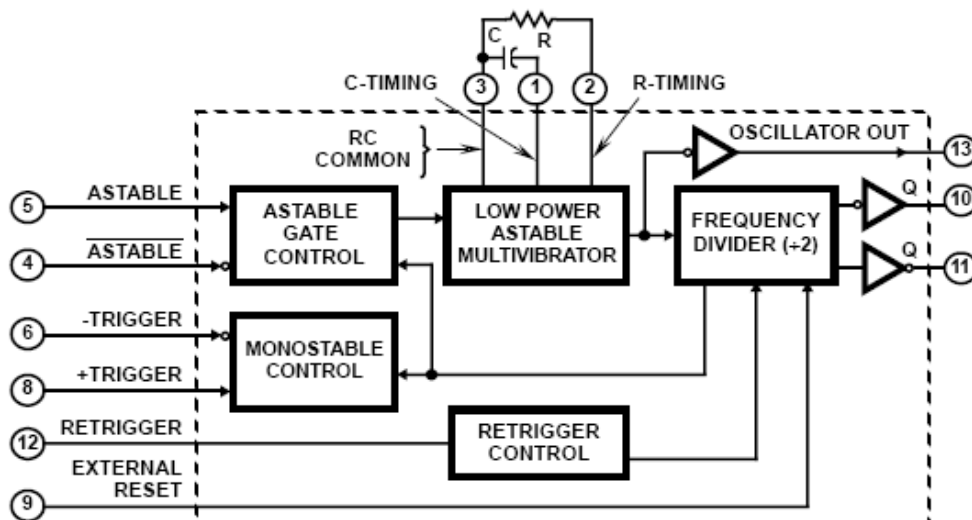 C
R
3
1
2
C-TIMING
R-TIMING
RC
COMMON
OSCILLATOR OUT
13
5
ASTABLE
ASTABLE
GATE
CONTROL
LOW POWER
ASTABLE
MULTIVIBRATOR
FREQUENCY
DIVIDER (÷2)
Q
10
4
ASTABLE
Q
11
6
-TRIGGER
MONOSTABLE
CONTROL
8
+TRIGGER
12
RETRIGGER
RETRIGGER
CONTROL
EXTERNAL
RESET
9